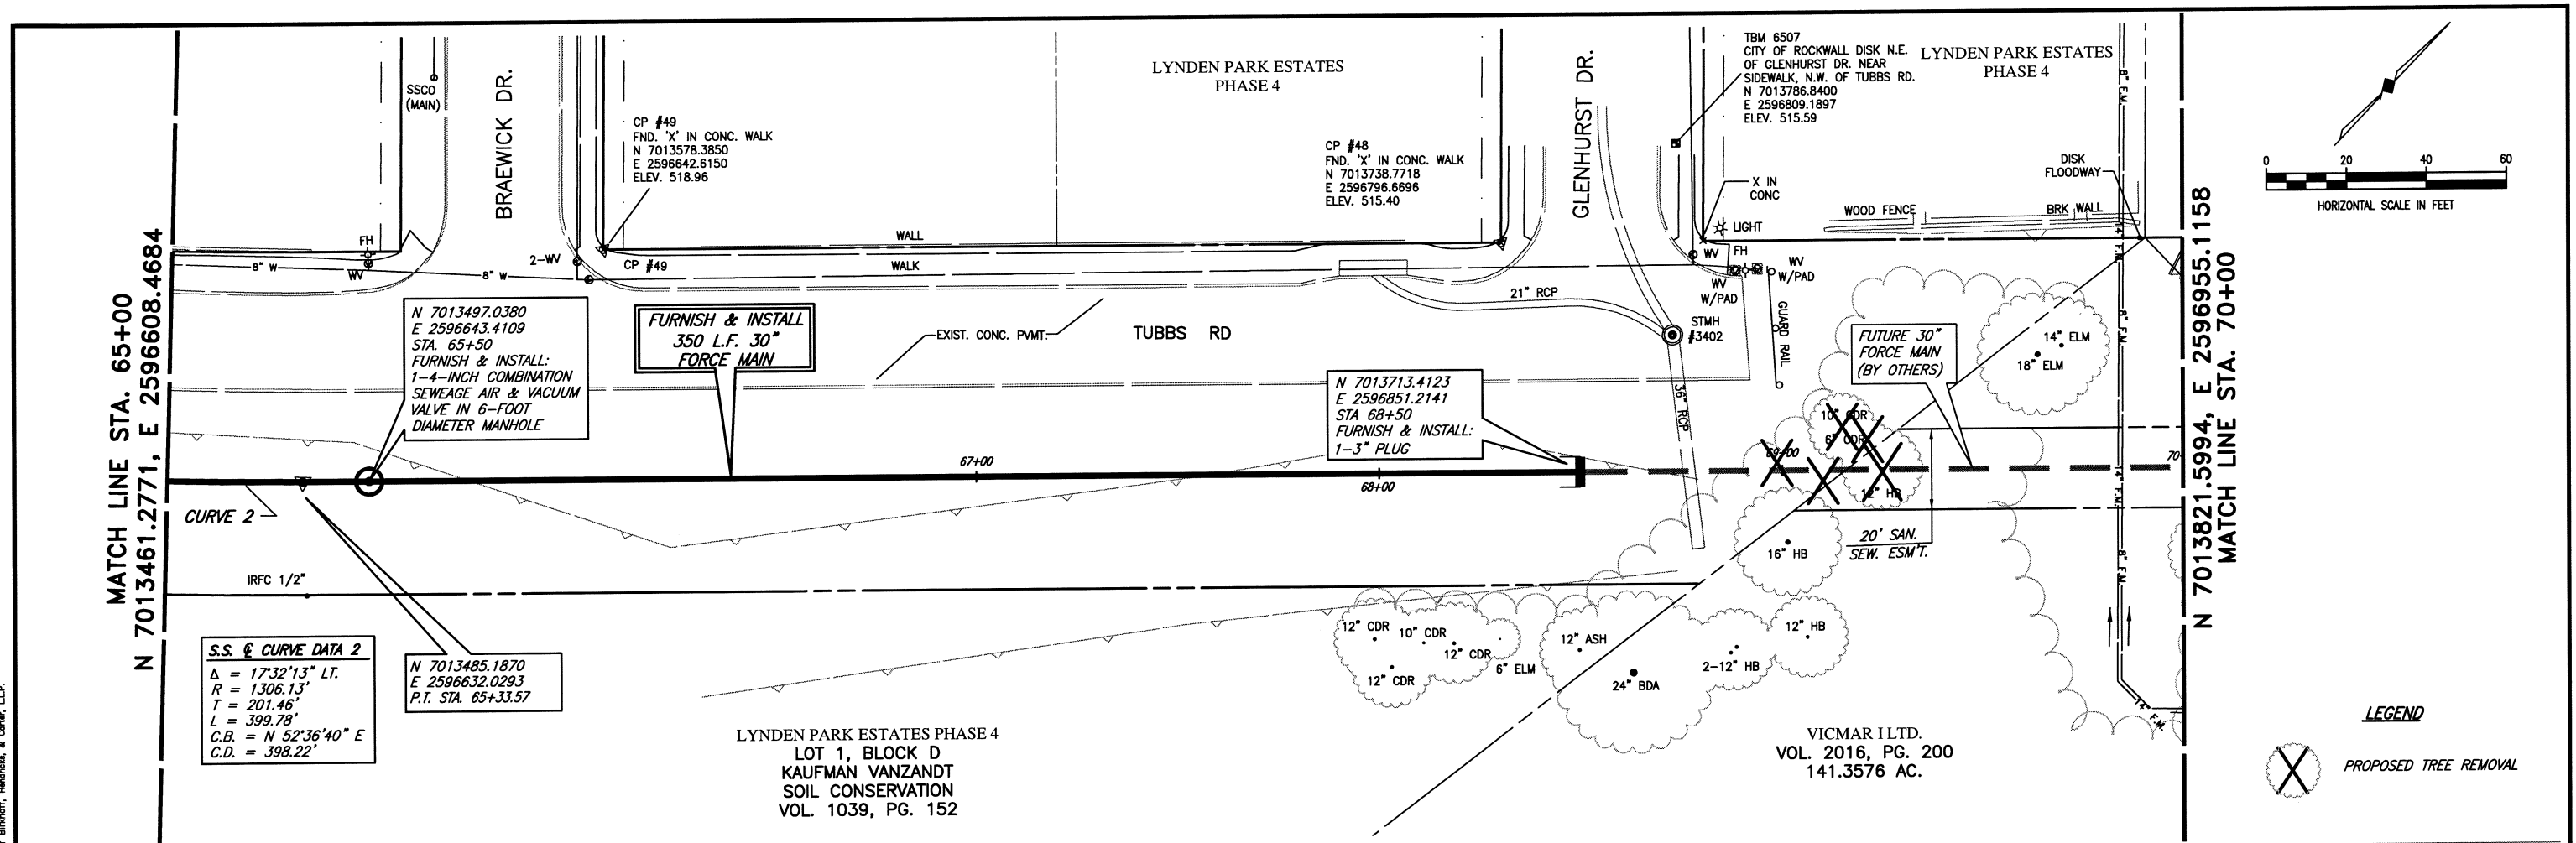 MATCH LINE STA. 65+00
N 7013461.2771, E 2596608.4684
SSCO
(MAIN)
BRAEWICK DR.
CP #49
FND. 'X' IN CONC. WALK
N 7013578.3850
E 2596642.6150
ELEV. 518.96
LYNDEN PARK ESTATES
PHASE 4
CP #48
FND. 'X' IN CONC. WALK
N 7013738.7718
E 2596796.6696
ELEV. 515.40
GLENHURST DR.
TBM 6507
CITY OF ROCKWALL DISK N.E.
OF GLENHURST DR. NEAR
SIDEWALK, N.W. OF TUBBS RD.
N 7013786.8400
E 2596809.1897
ELEV. 515.59
LYNDEN PARK ESTATES
PHASE 4
8" F.M.
DISK
FLOODWAY
X IN
CONC
LIGHT
WOOD FENCE
BRK WALL
14" F.M.
0 20 40 60
HORIZONTAL SCALE IN FEET
FH
WV
8" W
8" W
2-WV
CP #49
WALL
WALK
WV
FH
WV
W/PAD
WV
W/PAD
GUARD RAIL
21" RCP
STMH
#3402
36" RCP
EXIST. CONC. PVMT.
TUBBS RD
N 7013497.0380
E 2596643.4109
STA. 65+50
FURNISH & INSTALL:
1-4-INCH COMBINATION
SEWEAGE AIR & VACUUM
VALVE IN 6-FOOT
DIAMETER MANHOLE
FURNISH & INSTALL
350 L.F. 30"
FORCE MAIN
N 7013713.4123
E 2596851.2141
STA 68+50
FURNISH & INSTALL:
1-3" PLUG
FUTURE 30"
FORCE MAIN
(BY OTHERS)
14" ELM
18" ELM
8" F.M.
10" CDR
6" CDR
12" HB
67+00
68+00
69+00
70
14" F.M.
CURVE 2
16" HB
20' SAN.
SEW. ESM'T.
8" F.M.
IRFC 1/2"
S.S. ℄ CURVE DATA 2
Δ = 17°32'13" LT.
R = 1306.13'
T = 201.46'
L = 399.78'
C.B. = N 52°36'40" E
C.D. = 398.22'
N 7013485.1870
E 2596632.0293
P.T. STA. 65+33.57
12" CDR
10" CDR
12" CDR
12" CDR
6" ELM
12" ASH
24" BDA
2-12" HB
12" HB
14" F.M.
LYNDEN PARK ESTATES PHASE 4
LOT 1, BLOCK D
KAUFMAN VANZANDT
SOIL CONSERVATION
VOL. 1039, PG. 152
VICMAR I LTD.
VOL. 2016, PG. 200
141.3576 AC.
N 7013821.5994, E 2596955.1158
MATCH LINE STA. 70+00
LEGEND
PROPOSED TREE REMOVAL